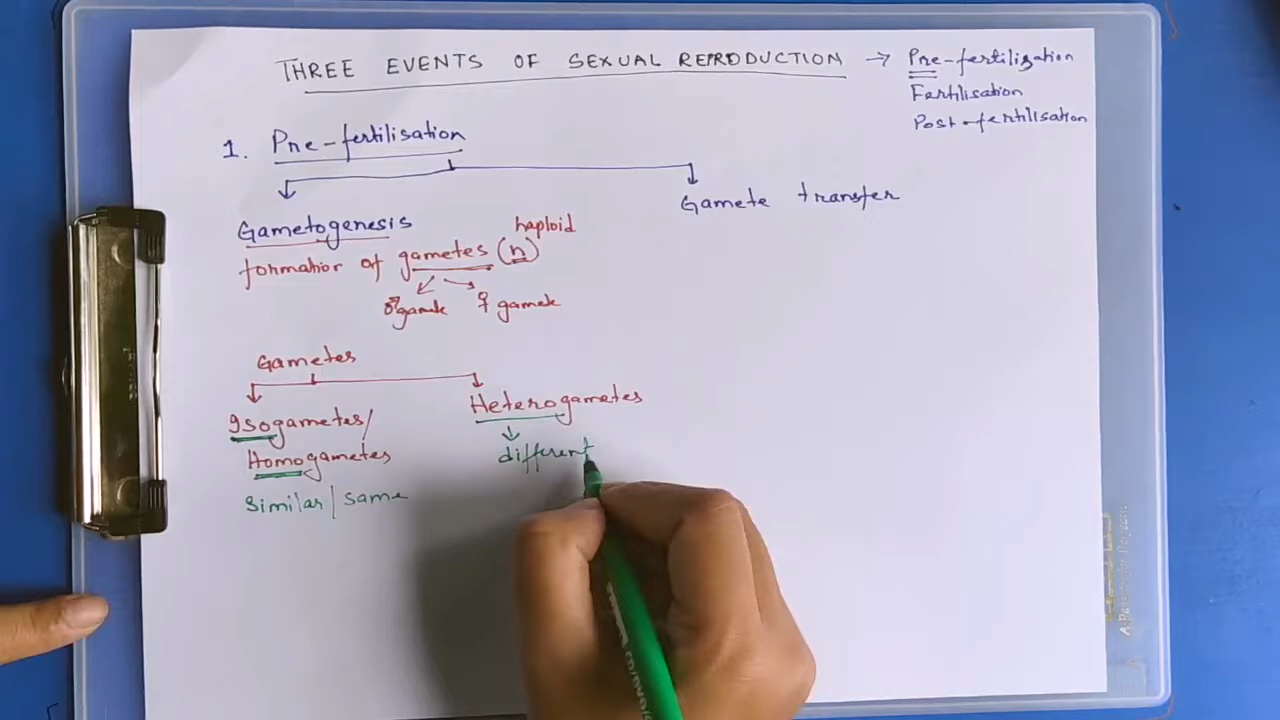 THREE EVENTS OF SEXUAL REPRODUCTION → Pre-fertilization
Fertilisation
Post-fertilisation
1. Pre-fertilisation
Gametogenesis
Gamete transfer
haploid
formation of gametes (n)
♂gamete ♀ gamete
Gametes
Isogametes/
Homogametes
Similar/same
Heterogametes
different